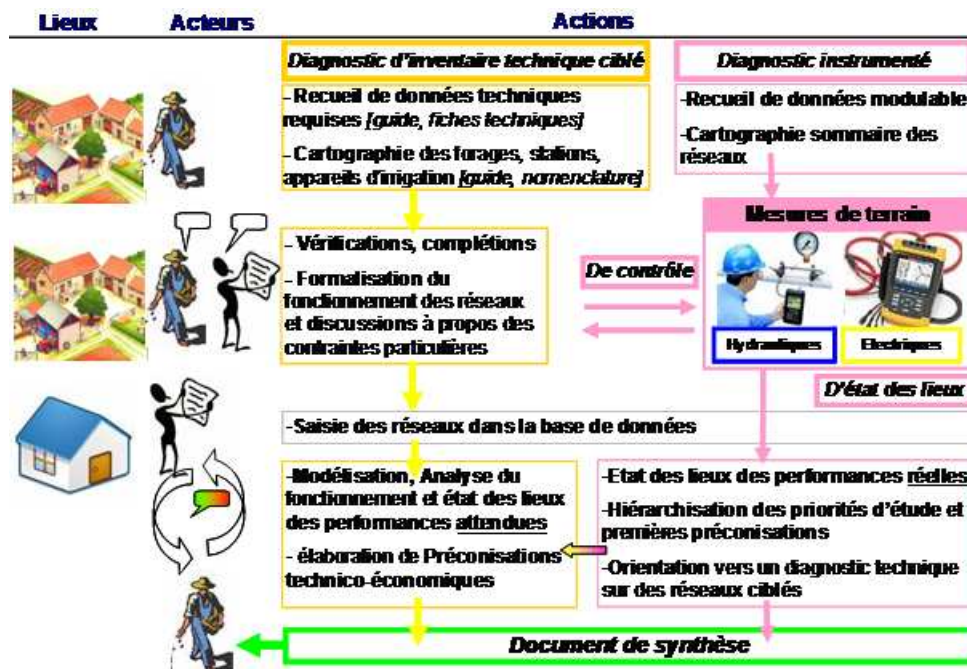 Lieux Acteurs Actions
Diagnostic d'inventaire technique ciblé
- Recueil de données techniques
requises [guide, fiches techniques]
- Cartographie des forages, stations,
appareils d'irrigation [guide, nomenclature]
Diagnostic instrumenté
-Recueil de données modulable
-Cartographie sommaire des
réseaux
- Vérifications, complétions
- Formalisation du
fonctionnement des réseaux
et discussions à propos des
contraintes particulières
De contrôle
Mesures de terrain
Hydrauliques
Electriques
D'état des lieux
-Saisie des réseaux dans la base de données
-Modélisation, Analyse du
fonctionnement et état des lieux
des performances attendues
- élaboration de Préconisations
technico-économiques
-Etat des lieux des performances réelles
-Hiérarchisation des priorités d'étude et
premières préconisations
-Orientation vers un diagnostic technique
sur des réseaux ciblés
Document de synthèse